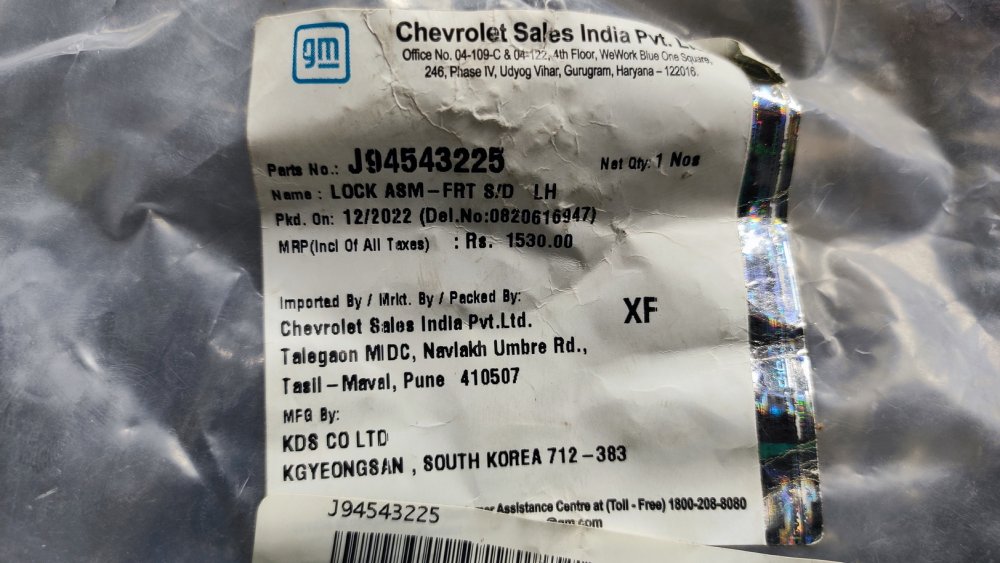 gm
Chevrolet Sales India Pvt.
Office No. 04-109-C & 04-122, 4th Floor, WeWork Blue One Square,
246, Phase IV, Udyog Vihar, Gurugram, Haryana – 122016.
Parts No.: J94543225 Net Qty: 1 Nos
Name : LOCK ASM-FRT S/D LH
Pkd. On: 12/2022 (Del.No:0820616947)
MRP(Incl Of All Taxes) : Rs. 1530.00
Imported By / Mrkt. By / Packed By: XF
Chevrolet Sales India Pvt.Ltd.
Talegaon MIDC, Navlakh Umbre Rd.,
Tasil – Maval, Pune 410507
MFG By:
KDS CO LTD
KGYEONGSAN , SOUTH KOREA 712-383
Assistance Centre at (Toll - Free) 1800-208-8080
@gm.com
J94543225